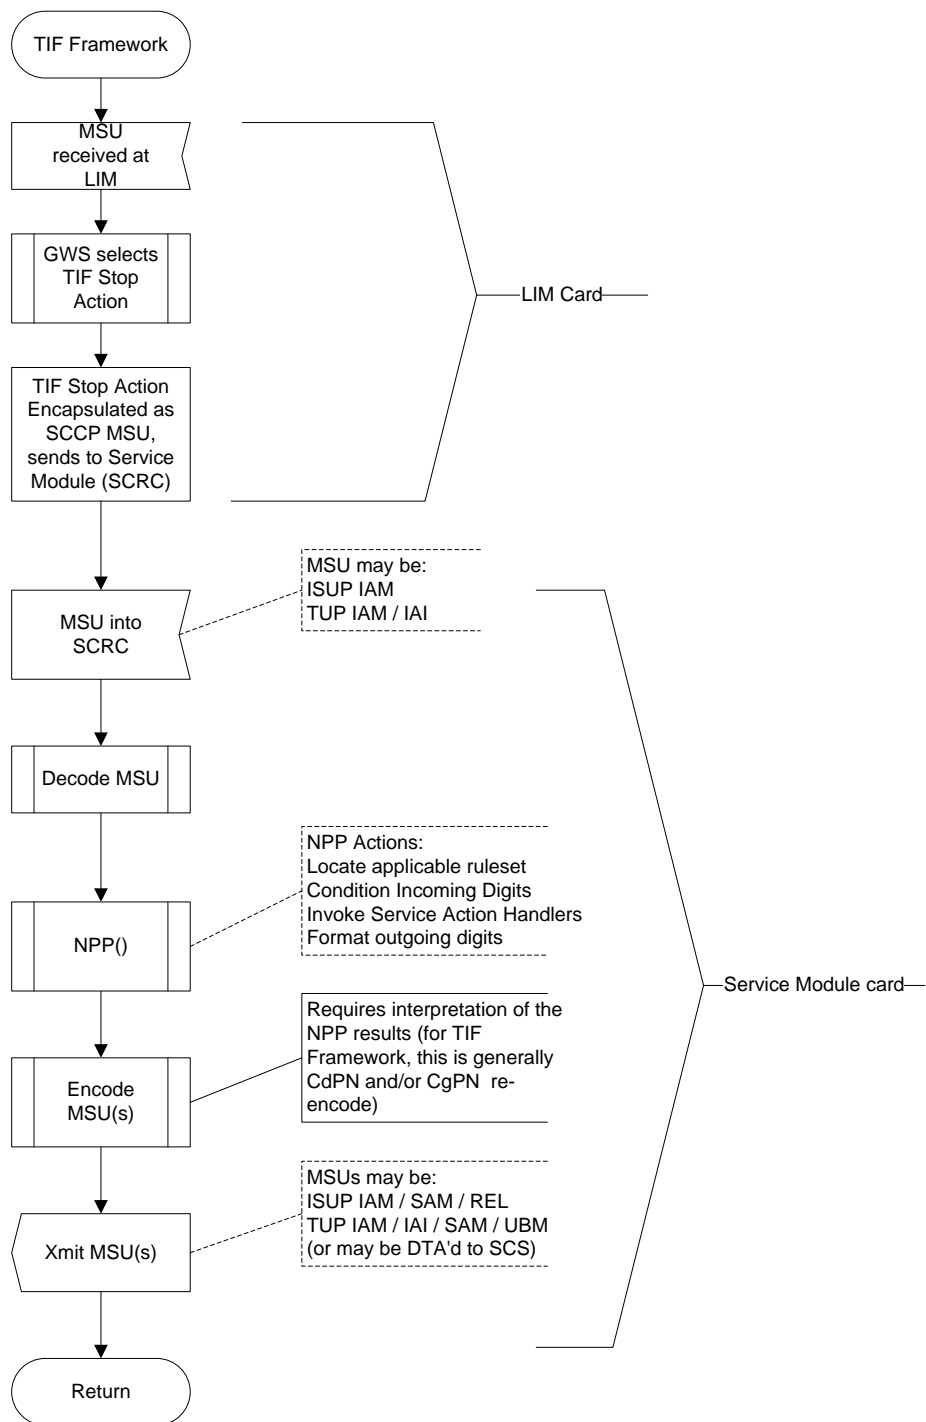 TIF Framework
MSU
received at
LIM
GWS selects
TIF Stop
Action
LIM Card
TIF Stop Action
Encapsulated as
SCCP MSU,
sends to Service
Module (SCRC)
MSU may be:
ISUP IAM
TUP IAM / IAI
MSU into
SCRC
Decode MSU
NPP Actions:
Locate applicable ruleset
Condition Incoming Digits
Invoke Service Action Handlers
Format outgoing digits
NPP()
Service Module card
Requires interpretation of the
NPP results (for TIF
Framework, this is generally
CdPN and/or CgPN re-
encode)
Encode
MSU(s)
MSUs may be:
ISUP IAM / SAM / REL
TUP IAM / IAI / SAM / UBM
(or may be DTA'd to SCS)
Xmit MSU(s)
Return